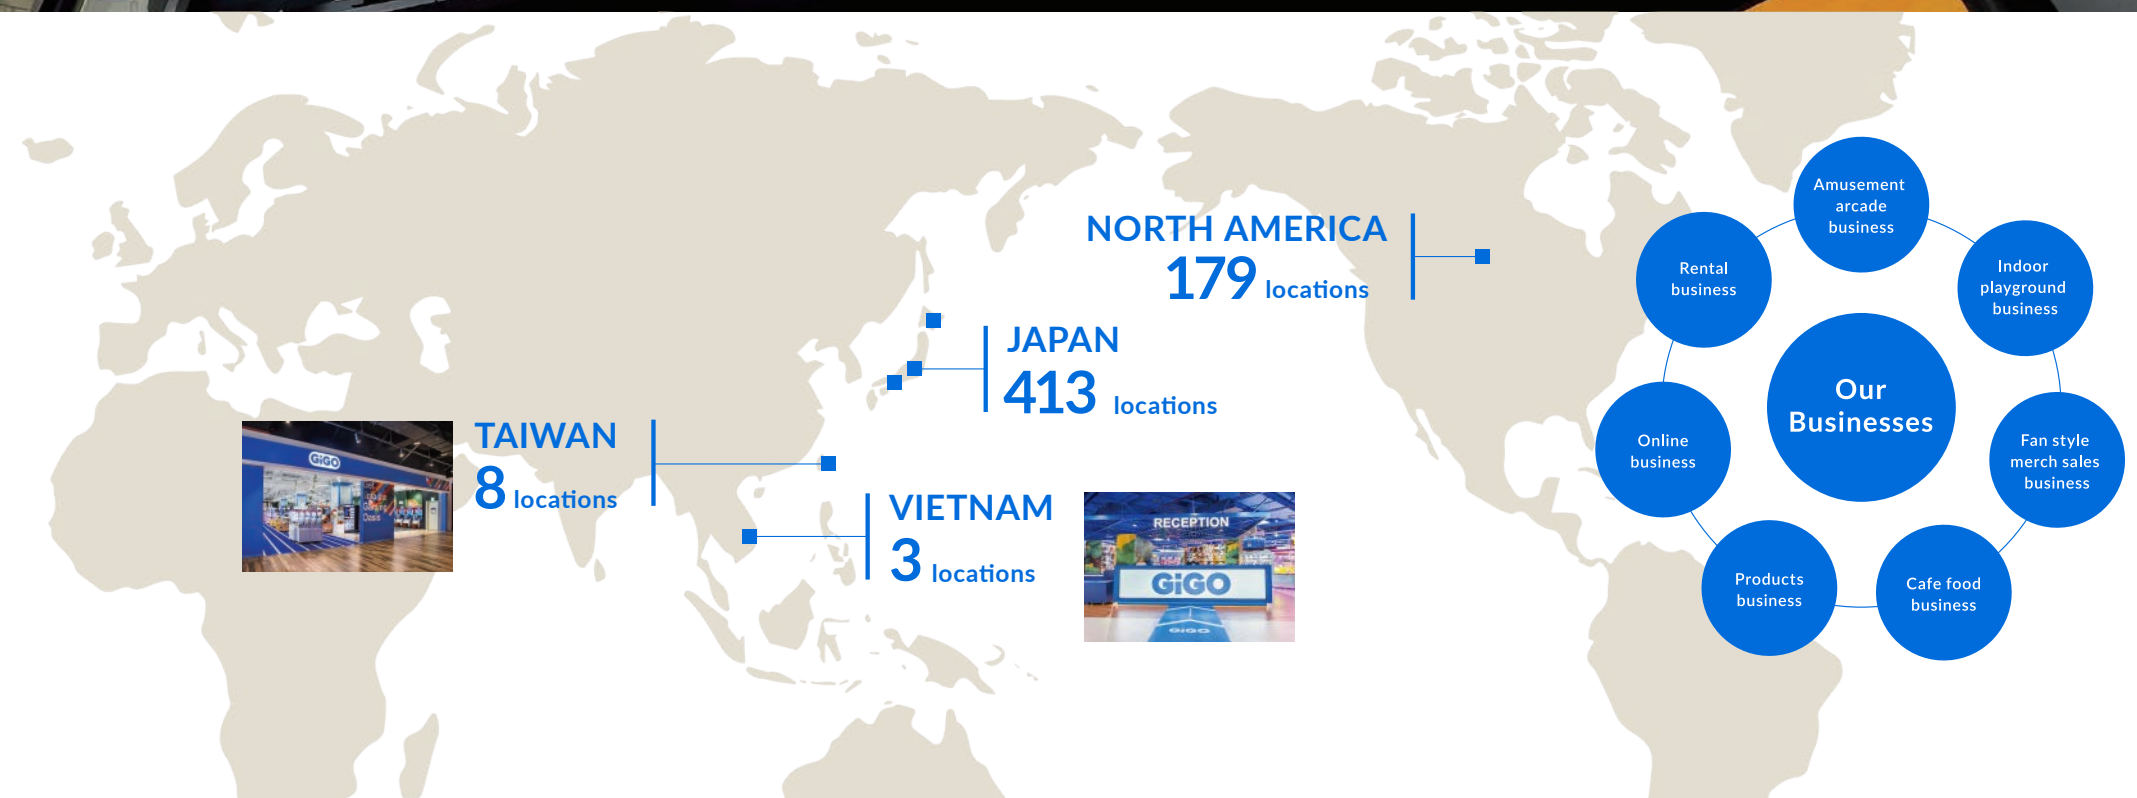 NORTH AMERICA
179 locations
JAPAN
413 locations
TAIWAN
8 locations
GiGO
VIETNAM
3 locations
RECEPTION
GiGO
GiGO
Our
Businesses
Amusement
arcade
business
Indoor
playground
business
Fan style
merch sales
business
Cafe food
business
Products
business
Online
business
Rental
business